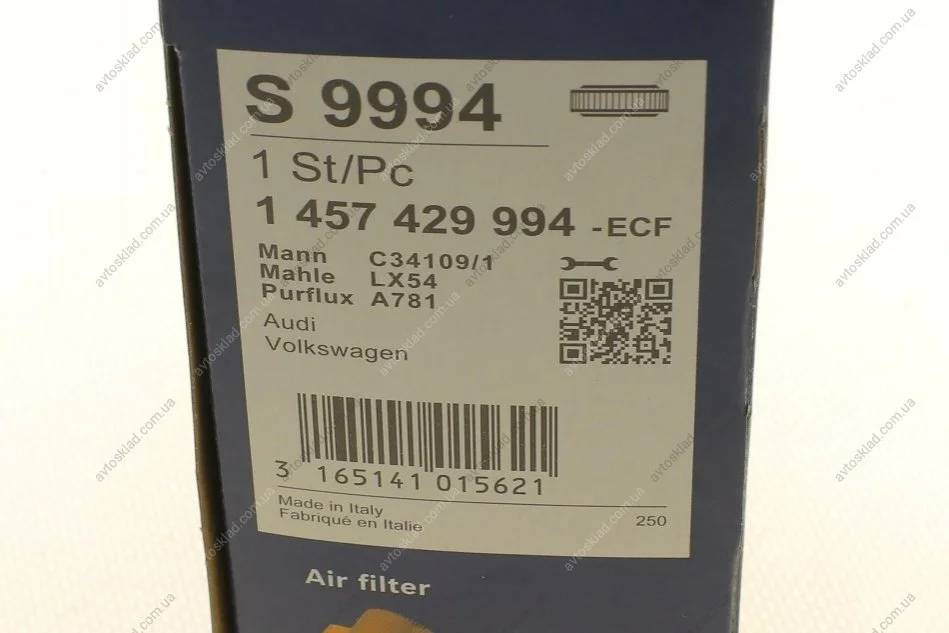 S 9994
1 St/Pc
1 457 429 994 -ECF
Mann C34109/1
Mahle LX54
Purflux A781
Audi
Volkswagen
3 165141 015621
Made in Italy
Fabriqué en Italie
250
Air filter
avtosklad.com.ua